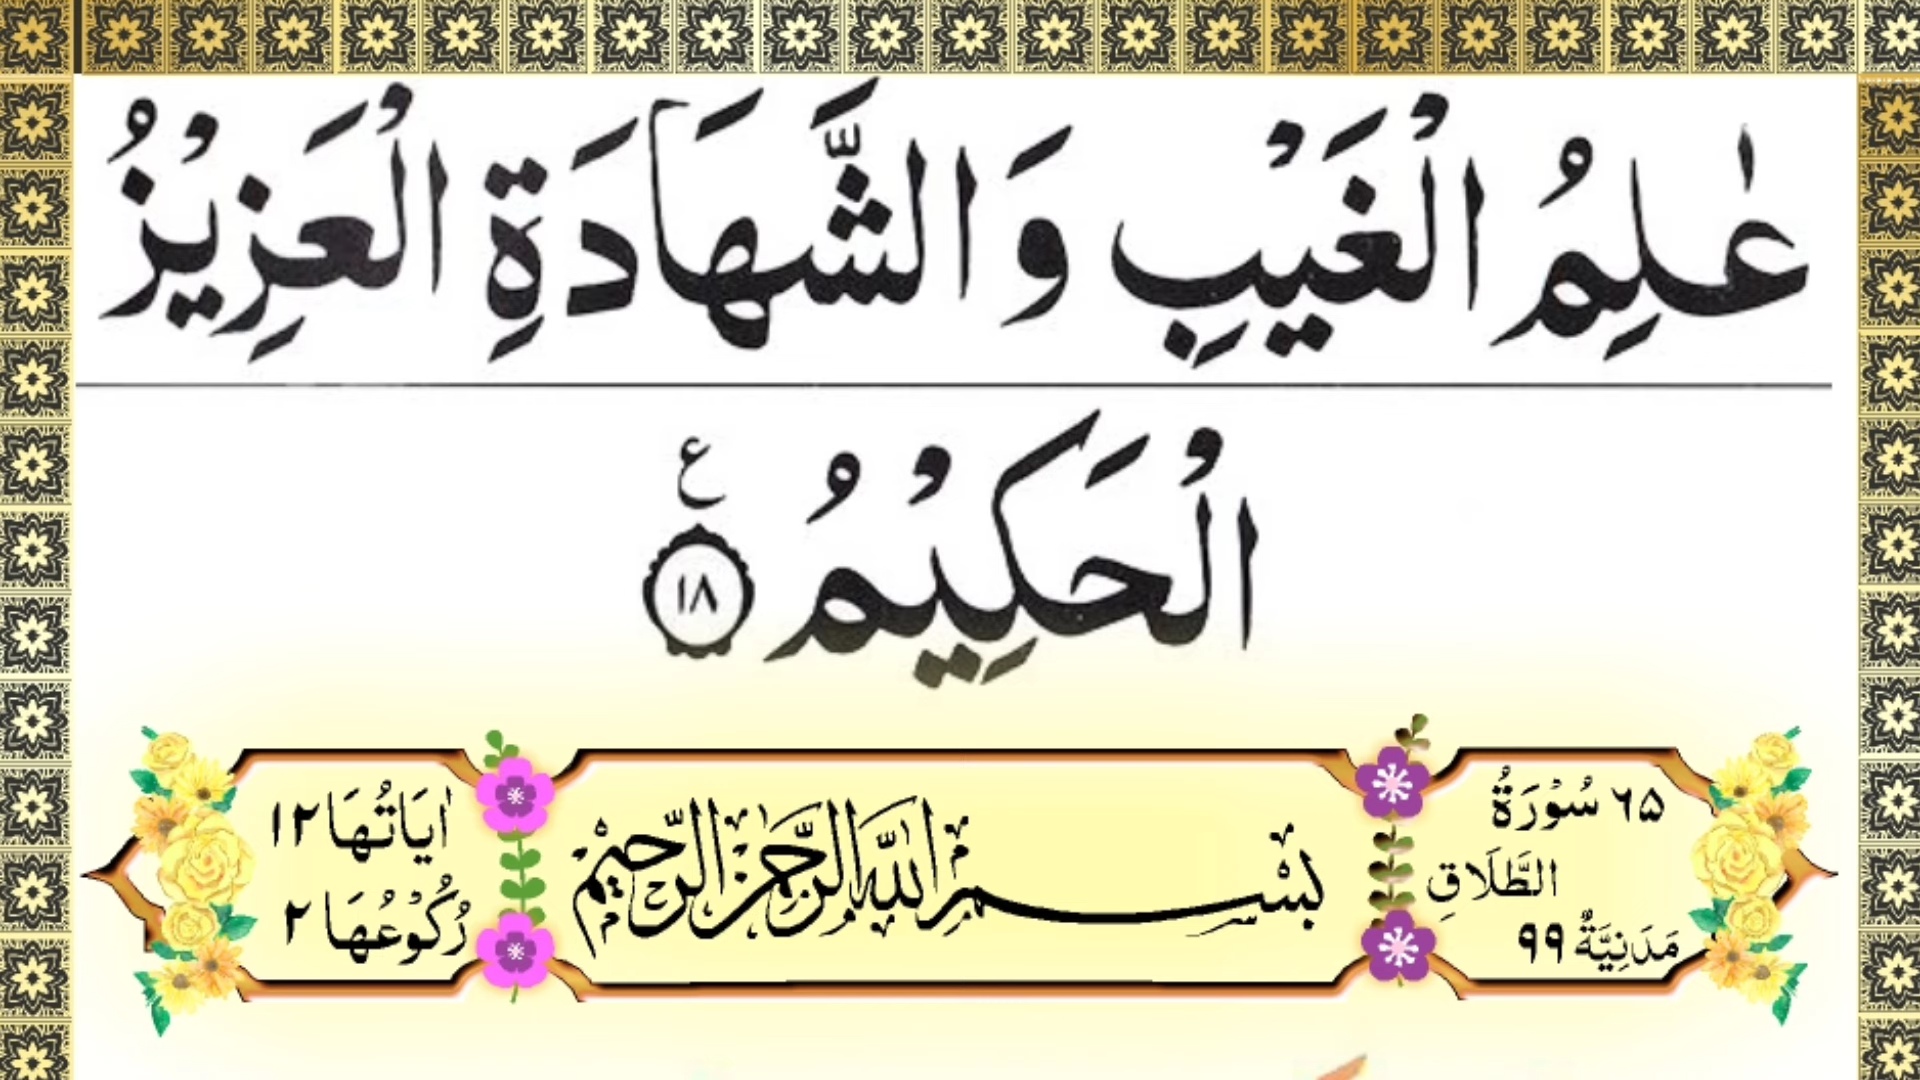 عٰلِمُ الْغَيْبِ وَالشَّهَادَةِ الْعَزِيْزُ
الْحَكِيْمُ ۝١٨ ع
٦٥ سُوْرَةُ
الطَّلَاقِ
مَدَنِيَّةٌ ٩٩
بِسْمِ اللّٰهِ الرَّحْمٰنِ الرَّحِيْمِ
اٰيَاتُهَا ١٢
رُكُوْعُهَا ٢